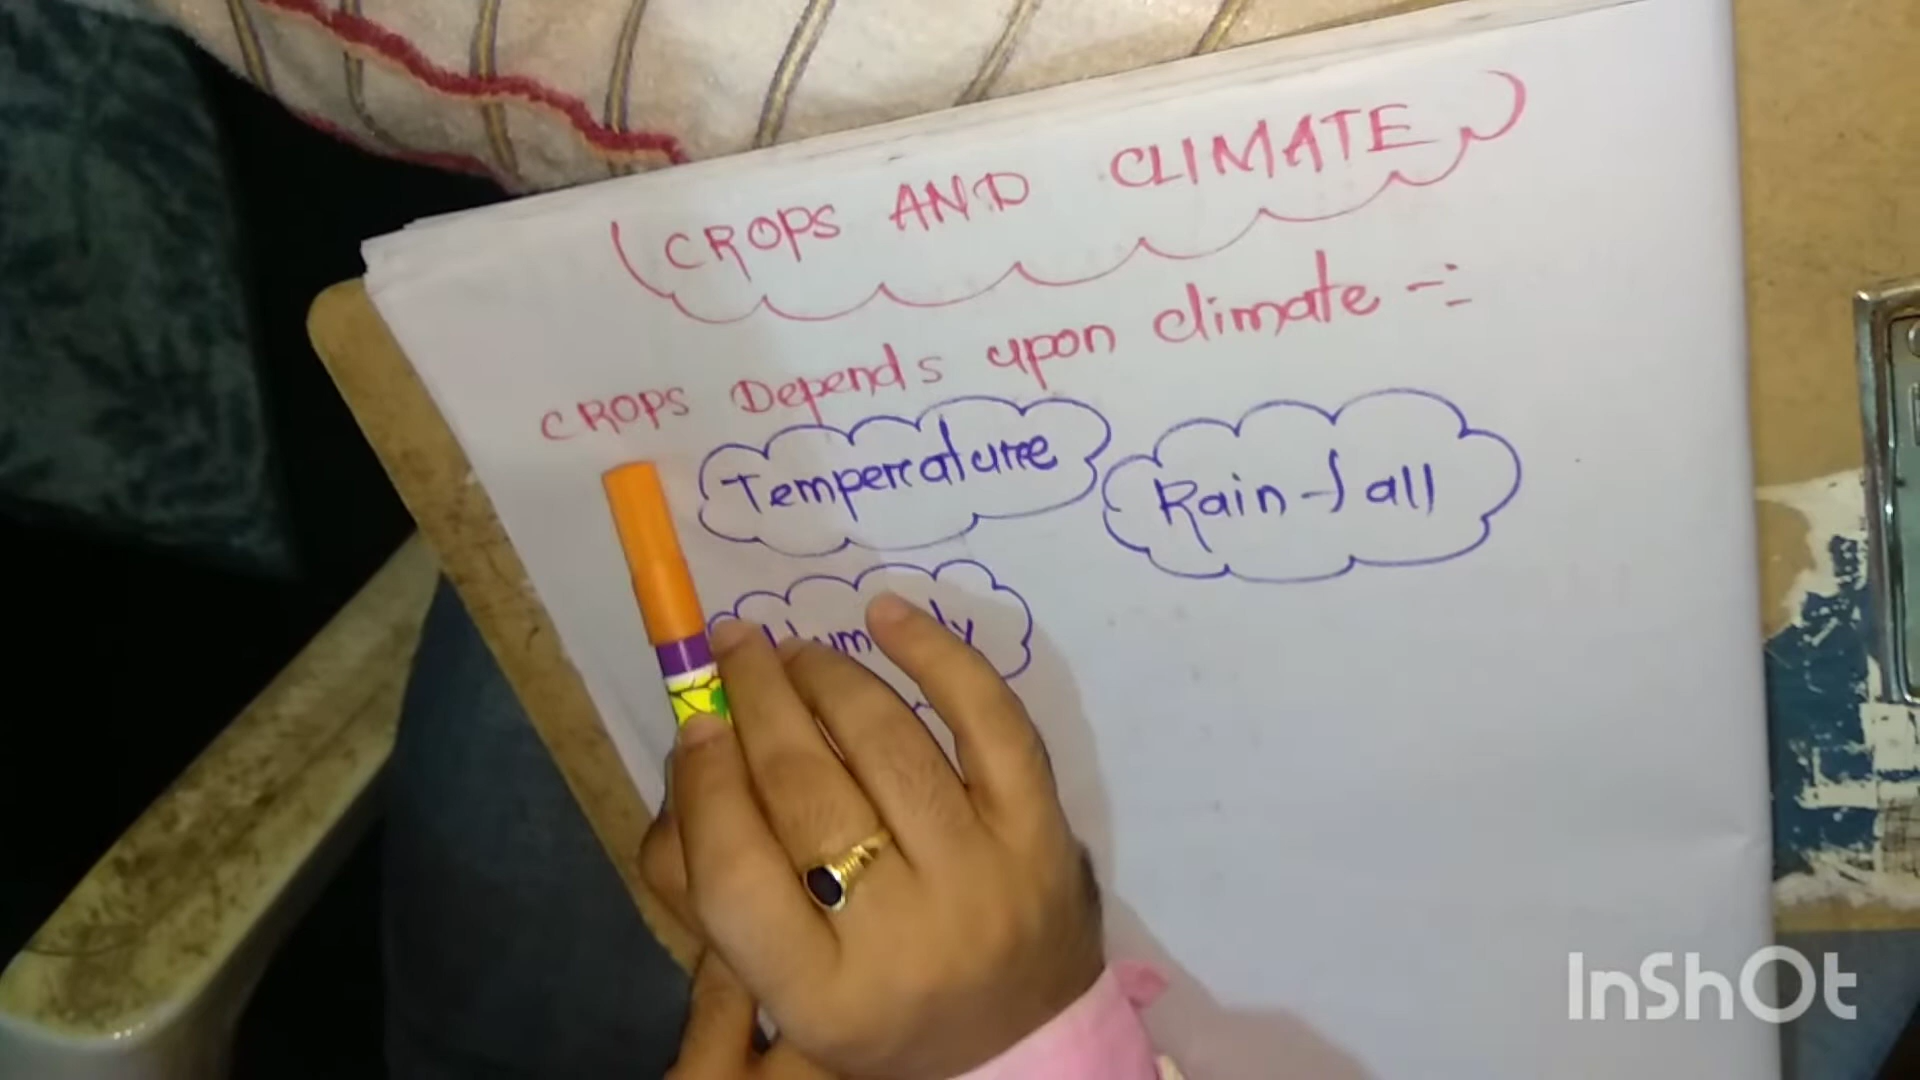 CROPS AND CLIMATE
CROPS Depends upon climate -:-
Temperature
Rain-fall
InShOt